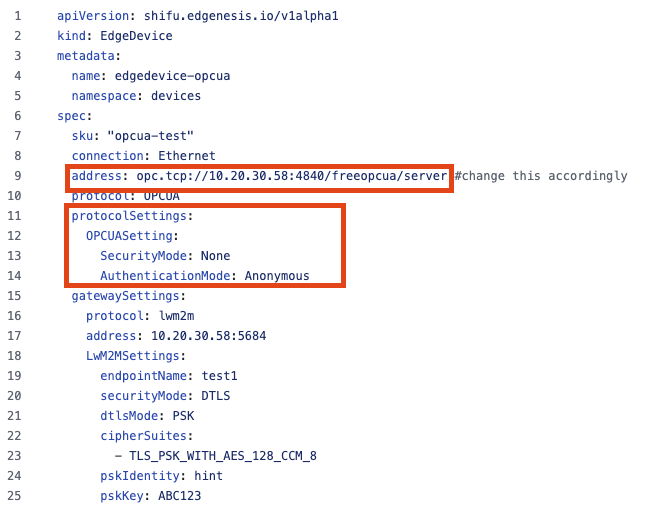 1 apiVersion: shifu.edgenesis.io/v1alpha1
2 kind: EdgeDevice
3 metadata:
4   name: edgedevice-opcua
5   namespace: devices
6 spec:
7   sku: "opcua-test"
8   connection: Ethernet
9   address: opc.tcp://10.20.30.58:4840/freeopcua/server #change this accordingly
10   protocol: OPCUA
11   protocolSettings:
12     OPCUASetting:
13       SecurityMode: None
14       AuthenticationMode: Anonymous
15   gatewaySettings:
16     protocol: lwm2m
17     address: 10.20.30.58:5684
18     LwM2MSettings:
19       endpointName: test1
20       securityMode: DTLS
21       dtlsMode: PSK
22       cipherSuites:
23         - TLS_PSK_WITH_AES_128_CCM_8
24       pskIdentity: hint
25       pskKey: ABC123